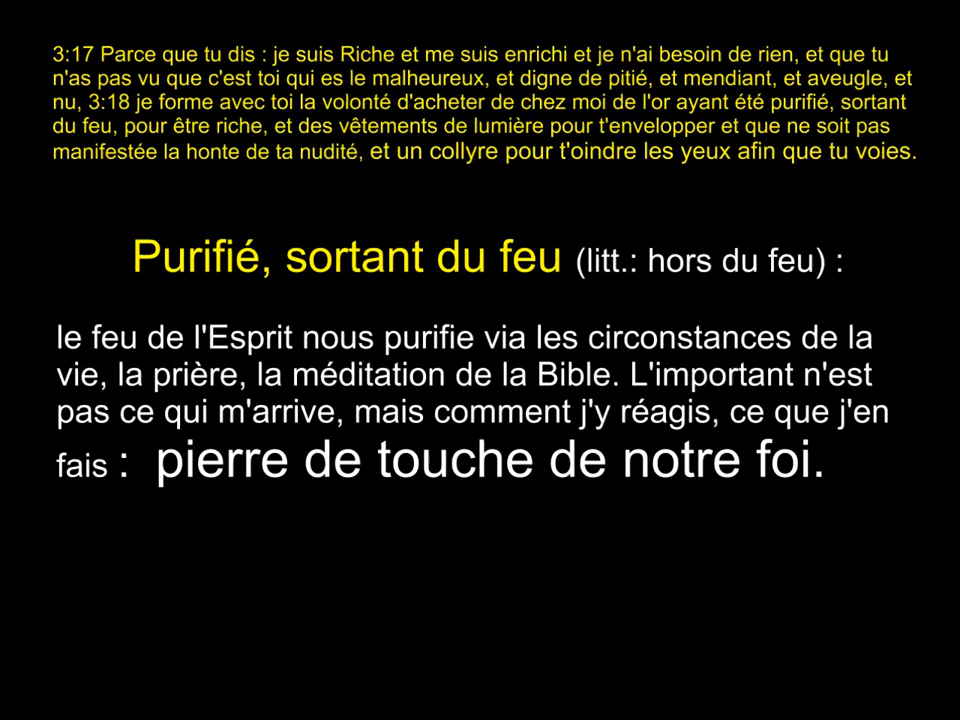 3:17 Parce que tu dis : je suis Riche et me suis enrichi et je n'ai besoin de rien, et que tu
n'as pas vu que c'est toi qui es le malheureux, et digne de pitié, et mendiant, et aveugle, et
nu, 3:18 je forme avec toi la volonté d'acheter de chez moi de l'or ayant été purifié, sortant
du feu, pour être riche, et des vêtements de lumière pour t'envelopper et que ne soit pas
manifestée la honte de ta nudité, et un collyre pour t'oindre les yeux afin que tu voies.
Purifié, sortant du feu (litt.: hors du feu) :
le feu de l'Esprit nous purifie via les circonstances de la
vie, la prière, la méditation de la Bible. L'important n'est
pas ce qui m'arrive, mais comment j'y réagis, ce que j'en
fais : pierre de touche de notre foi.